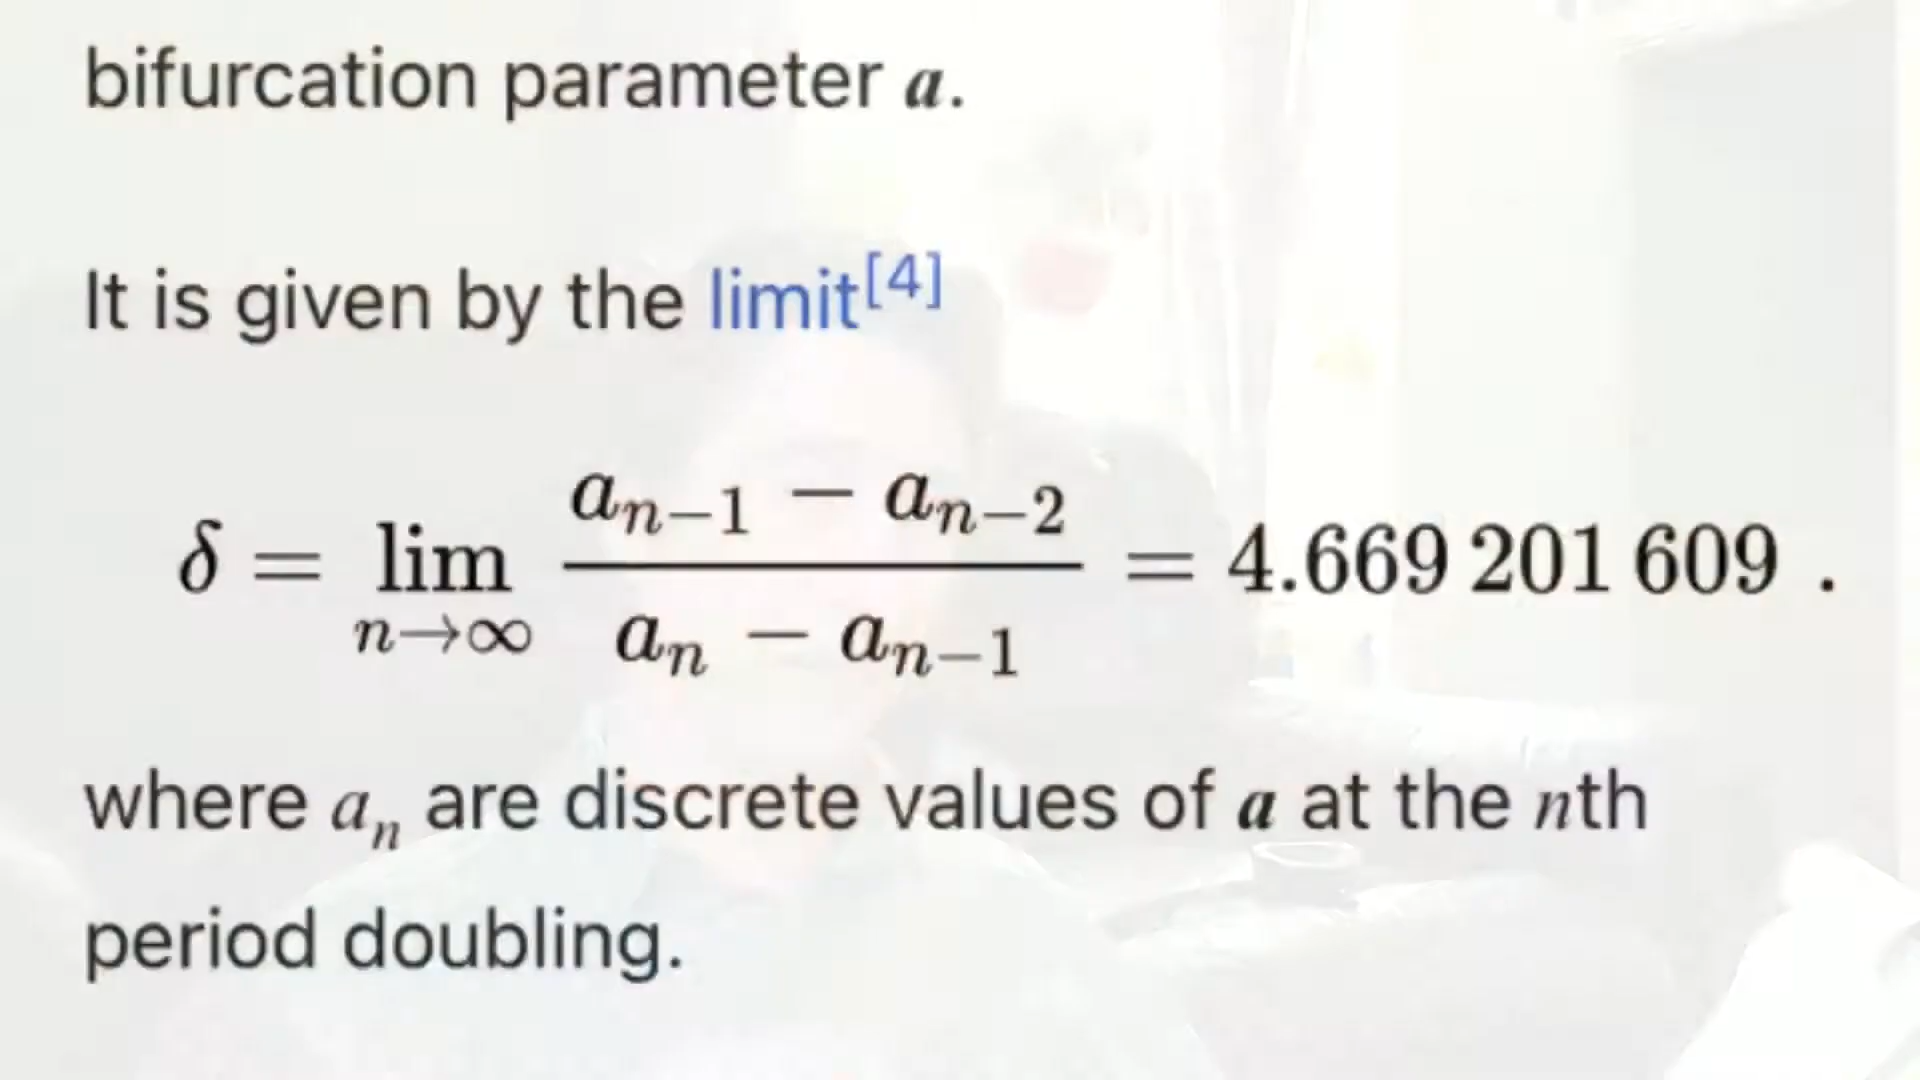 bifurcation parameter a.
It is given by the limit[4]
δ = lim n→∞ (a_{n−1} − a_{n−2}) / (a_n − a_{n−1}) = 4.669 201 609 .
where a_n are discrete values of a at the nth
period doubling.